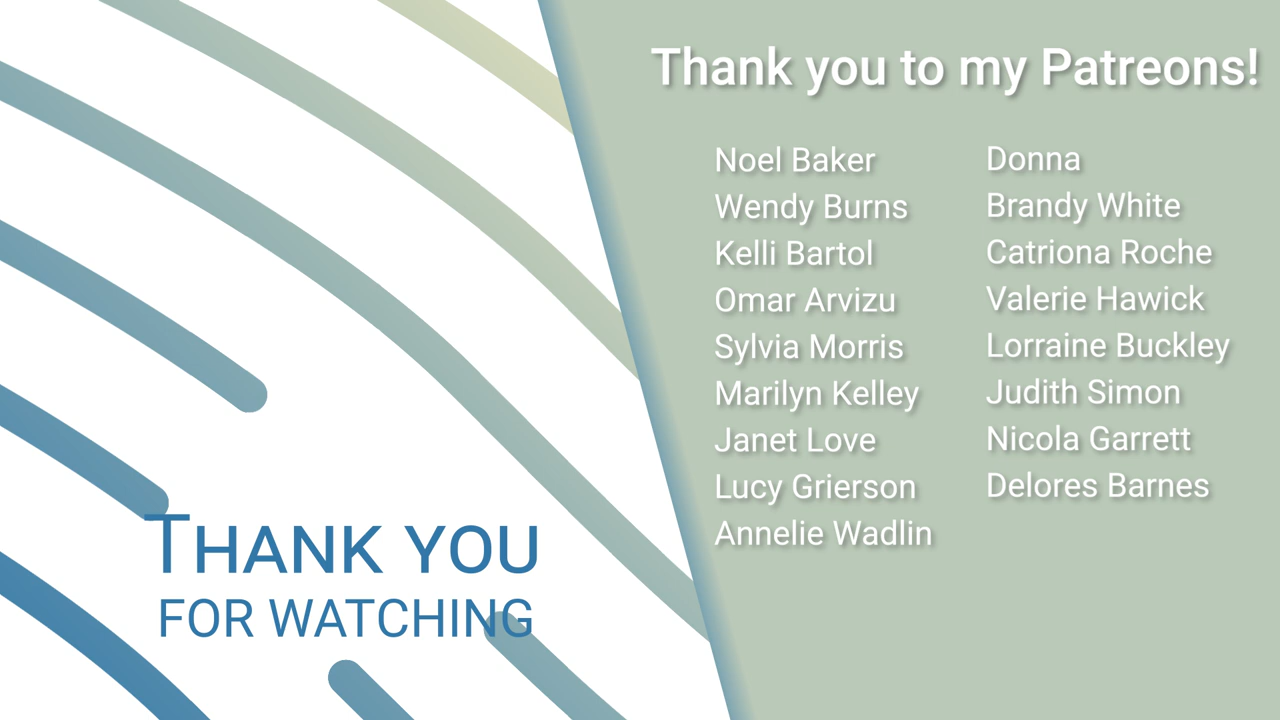 Thank you to my Patreons!
Noel Baker
Wendy Burns
Kelli Bartol
Omar Arvizu
Sylvia Morris
Marilyn Kelley
Janet Love
Lucy Grierson
Annelie Wadlin
Donna
Brandy White
Catriona Roche
Valerie Hawick
Lorraine Buckley
Judith Simon
Nicola Garrett
Delores Barnes
THANK YOU
FOR WATCHING